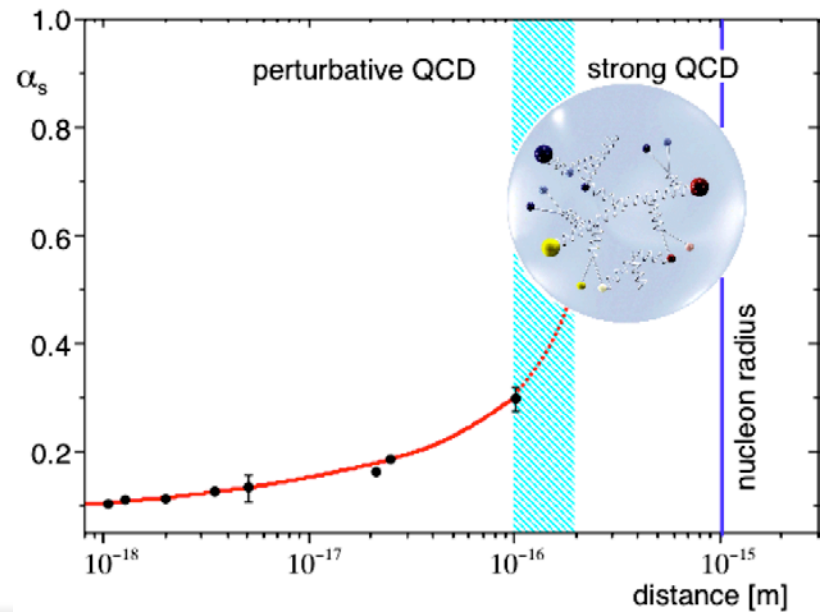 1.0
perturbative QCD
strong QCD
αs
0.8
0.6
0.4
0.2
nucleon radius
10⁻¹⁸
10⁻¹⁷
10⁻¹⁶
10⁻¹⁵
distance [m]